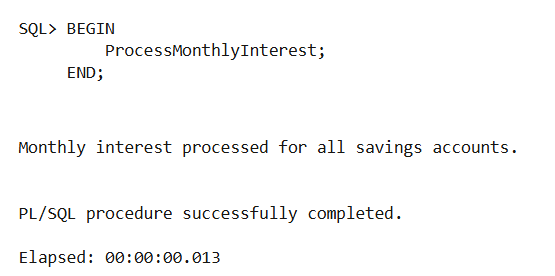 SQL> BEGIN
         ProcessMonthlyInterest;
     END;
Monthly interest processed for all savings accounts.
PL/SQL procedure successfully completed.
Elapsed: 00:00:00.013